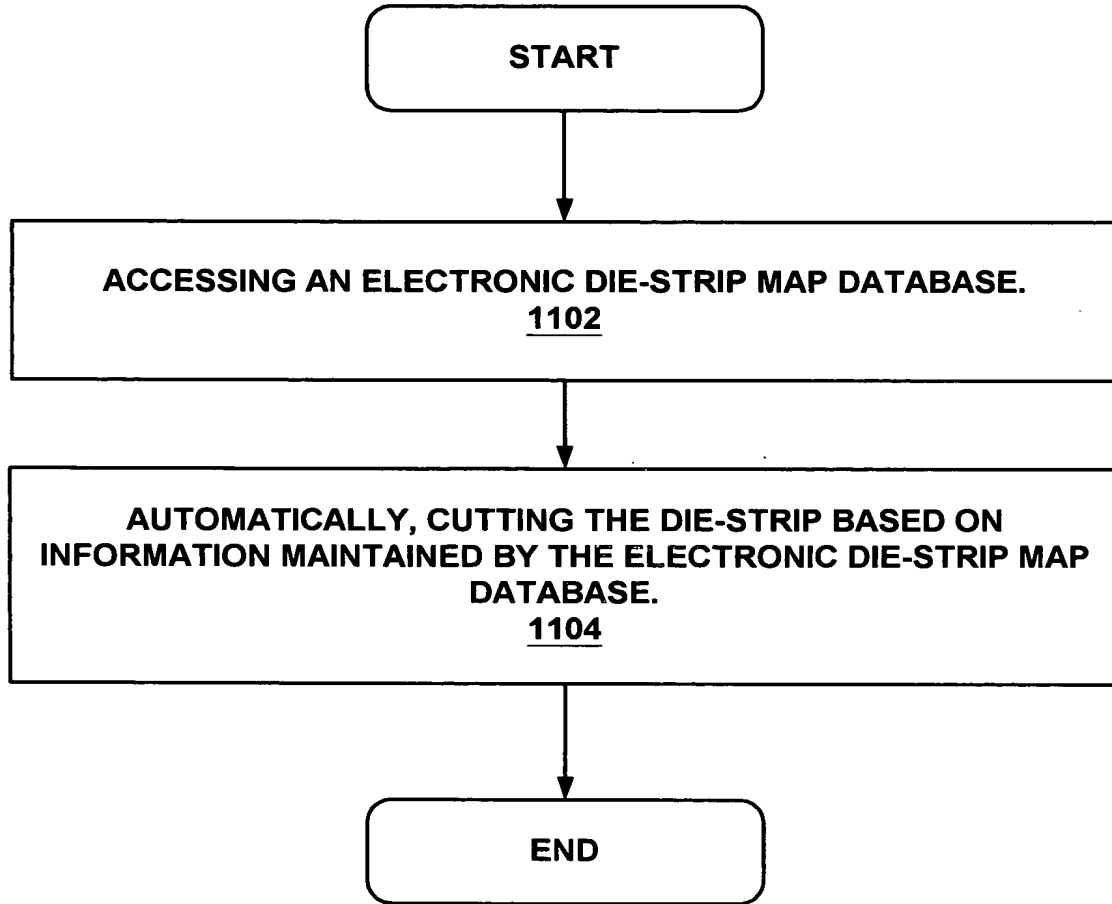 START
ACCESSING AN ELECTRONIC DIE-STRIP MAP DATABASE.
1102
AUTOMATICALLY, CUTTING THE DIE-STRIP BASED ON
INFORMATION MAINTAINED BY THE ELECTRONIC DIE-STRIP MAP
DATABASE.
1104
END